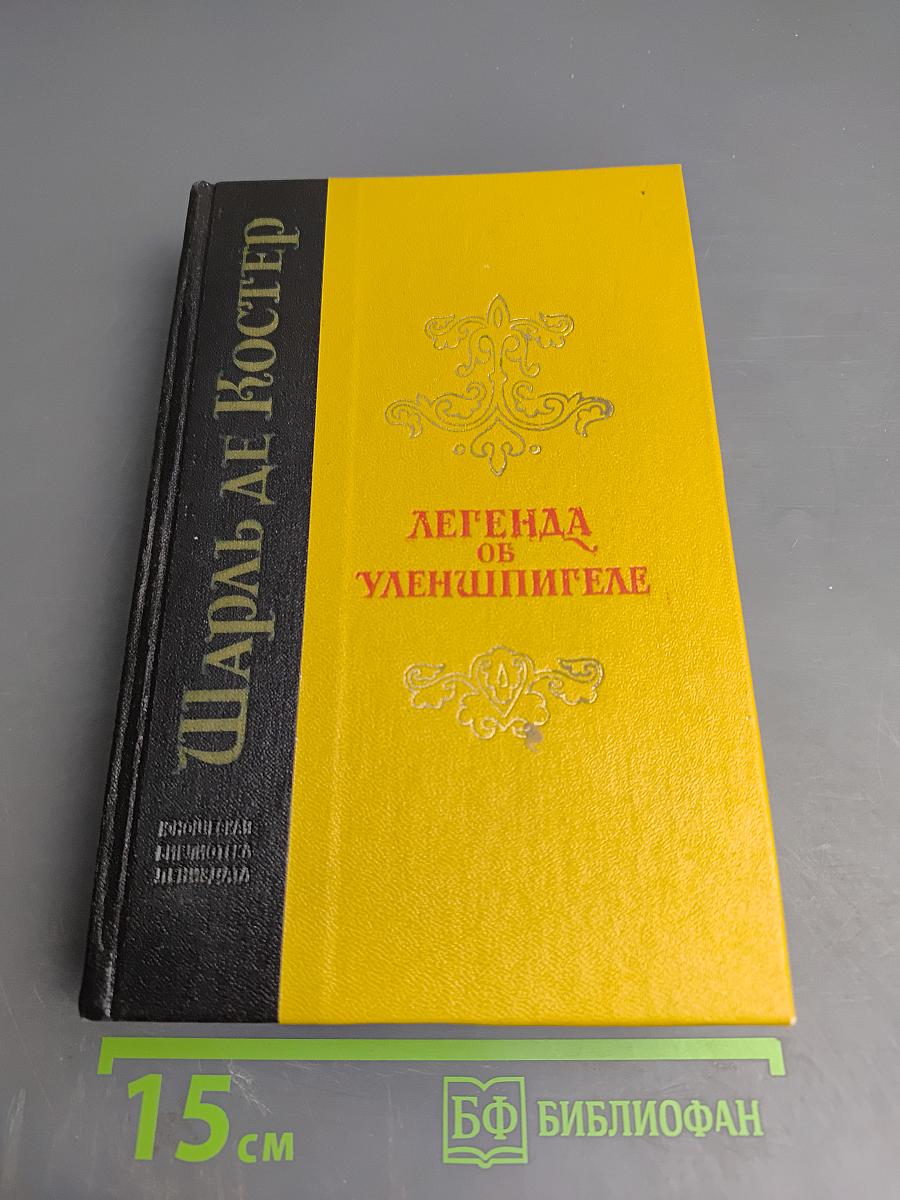 Шарль де Костер
ЛЕГЕНДА
ОБ
УЛЕНШПИГЕЛЕ
ЮНОШЕСКАЯ
БИБЛИОТЕКА
ЛЕНИЗДАТА
15 см
БФ БИБЛИОФАН